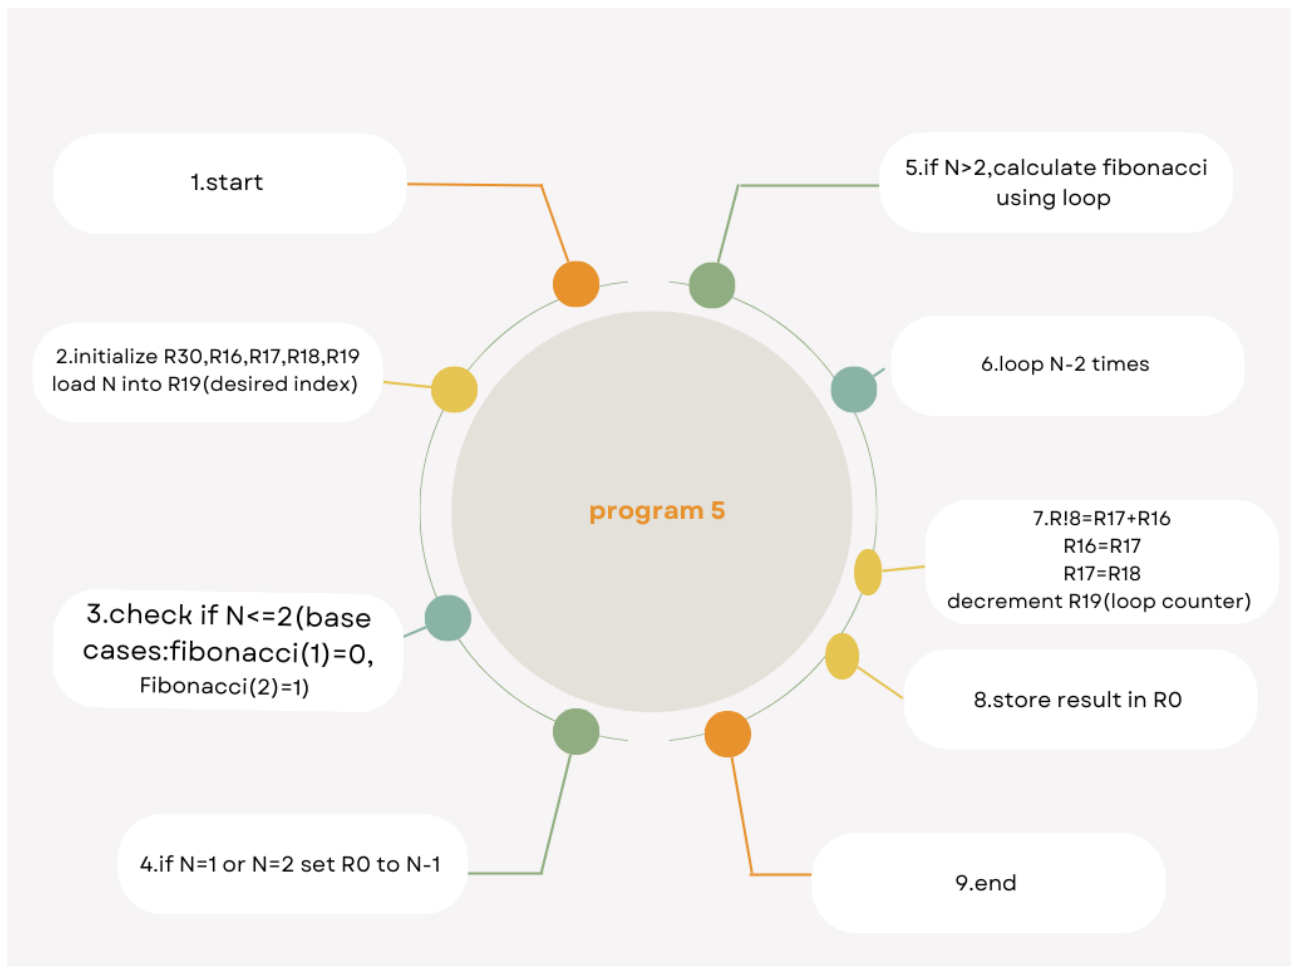 1.start
2.initialize R30,R16,R17,R18,R19
load N into R19(desired index)
3.check if N<=2(base
cases:fibonacci(1)=0,
Fibonacci(2)=1)
4.if N=1 or N=2 set R0 to N-1
program 5
5.if N>2,calculate fibonacci
using loop
6.loop N-2 times
7.R!8=R17+R16
R16=R17
R17=R18
decrement R19(loop counter)
8.store result in R0
9.end